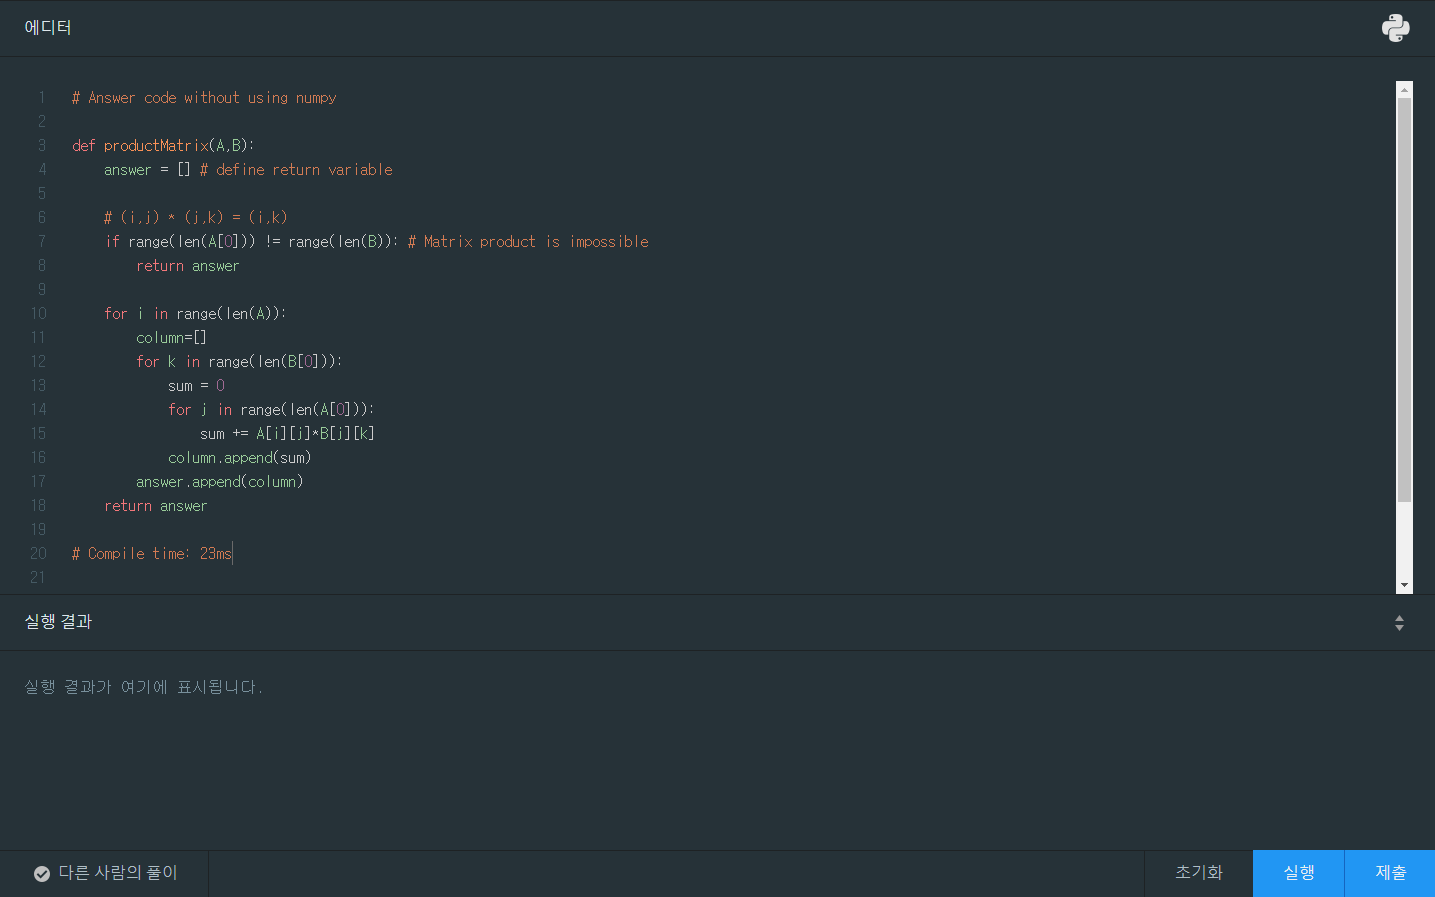 에디터
1 # Answer code without using numpy
2
3 def productMatrix(A,B):
4     answer = [] # define return variable
5
6     # (i,j) * (j,k) = (i,k)
7     if range(len(A[0])) != range(len(B)): # Matrix product is impossible
8         return answer
9
10     for i in range(len(A)):
11         column=[]
12         for k in range(len(B[0])):
13             sum = 0
14             for j in range(len(A[0])):
15                 sum += A[i][j]*B[j][k]
16             column.append(sum)
17         answer.append(column)
18     return answer
19
20 # Compile time: 23ms
21
실행 결과
실행 결과가 여기에 표시됩니다.
다른 사람의 풀이 초기화 실행 제출